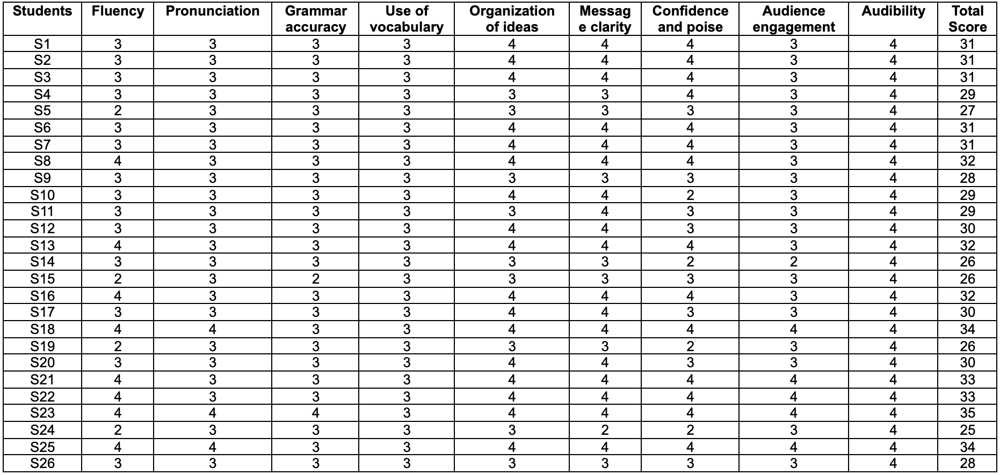 Students Fluency Pronunciation Grammar accuracy Use of vocabulary Organization of ideas Messag e clarity Confidence and poise Audience engagement Audibility Total Score
S1 3 3 3 3 4 4 4 3 4 31
S2 3 3 3 3 4 4 4 3 4 31
S3 3 3 3 3 4 4 4 3 4 31
S4 3 3 3 3 3 3 4 3 4 29
S5 2 3 3 3 3 3 3 3 4 27
S6 3 3 3 3 4 4 4 3 4 31
S7 3 3 3 3 4 4 4 3 4 31
S8 4 3 3 3 4 4 4 3 4 32
S9 3 3 3 3 3 3 3 3 4 28
S10 3 3 3 3 4 4 2 3 4 29
S11 3 3 3 3 3 4 3 3 4 29
S12 3 3 3 3 4 4 3 3 4 30
S13 4 3 3 3 4 4 4 3 4 32
S14 3 3 3 3 3 3 2 2 4 26
S15 2 3 2 3 3 3 3 3 4 26
S16 4 3 3 3 4 4 4 3 4 32
S17 3 3 3 3 4 4 3 3 4 30
S18 4 4 3 3 4 4 4 4 4 34
S19 2 3 3 3 3 3 2 3 4 26
S20 3 3 3 3 4 4 3 3 4 30
S21 4 3 3 3 4 4 4 4 4 33
S22 4 3 3 3 4 4 4 4 4 33
S23 4 4 4 3 4 4 4 4 4 35
S24 2 3 3 3 3 2 2 3 4 25
S25 4 4 3 3 4 4 4 4 4 34
S26 3 3 3 3 3 3 3 3 4 28